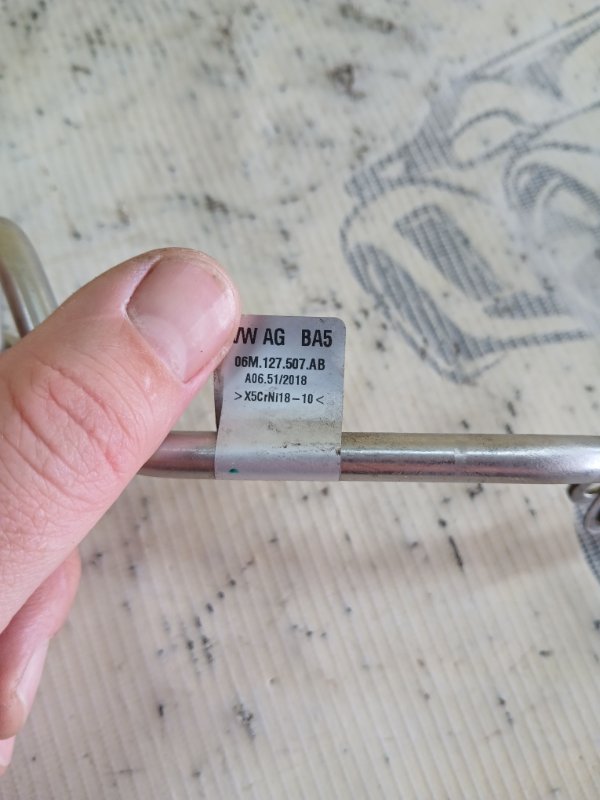 VW AG BA5
06M.127.507.AB
A06.51/2018
>X5CrNi18-10<